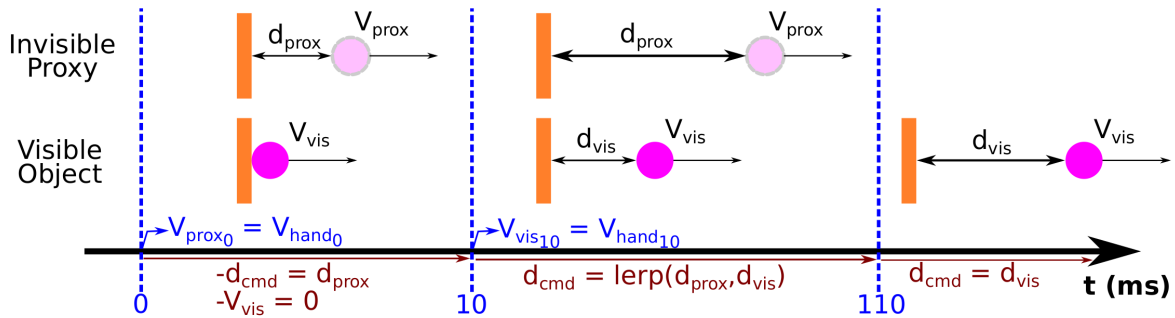 Invisible
Proxy
d_prox
V_prox
d_prox
V_prox
Visible
Object
V_vis
d_vis
V_vis
d_vis
V_vis
V_prox_0 = V_hand_0
V_vis_10 = V_hand_10
-d_cmd = d_prox
-V_vis = 0
d_cmd = lerp(d_prox,d_vis)
d_cmd = d_vis
t (ms)
0
10
110